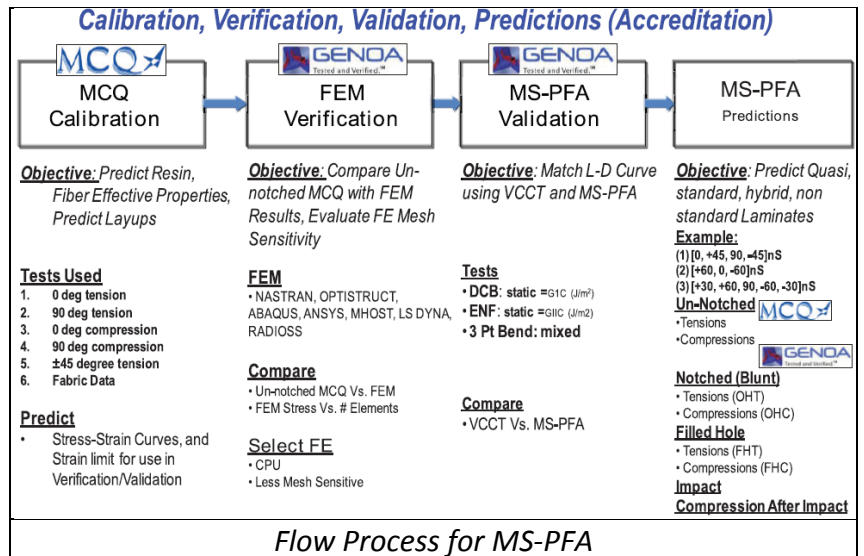 Calibration, Verification, Validation, Predictions (Accreditation)
MCQ
MCQ
Calibration
GENOA
Tested and Verified.™
FEM
Verification
GENOA
Tested and Verified.™
MS-PFA
Validation
MS-PFA
Predictions
Objective: Predict Resin,
Fiber Effective Properties,
Predict Layups
Tests Used
1. 0 deg tension
2. 90 deg tension
3. 0 deg compression
4. 90 deg compression
5. ±45 degree tension
6. Fabric Data
Predict
• Stress-Strain Curves, and
Strain limit for use in
Verification/Validation
Objective: Compare Un-
notched MCQ with FEM
Results, Evaluate FE Mesh
Sensitivity
FEM
• NASTRAN, OPTISTRUCT,
ABAQUS, ANSYS, MHOST, LS DYNA,
RADIOSS
Compare
• Un-notched MCQ Vs. FEM
• FEM Stress Vs. # Elements
Select FE
• CPU
• Less Mesh Sensitive
Objective: Match L-D Curve
using VCCT and MS-PFA
Tests
• DCB: static =G1C (J/m²)
• ENF: static =GIIC (J/m2)
• 3 Pt Bend: mixed
Compare
• VCCT Vs. MS-PFA
Objective: Predict Quasi,
standard, hybrid, non
standard Laminates
Example:
(1) [0, +45, 90, -45]nS
(2) [+60, 0, -60]nS
(3) [+30, +60, 90, -60, -30]nS
Un-Notched
MCQ
•Tensions
•Compressions
GENOA
Tested and Verified.™
Notched (Blunt)
• Tensions (OHT)
• Compressions (OHC)
Filled Hole
• Tensions (FHT)
• Compressions (FHC)
Impact
Compression After Impact
Flow Process for MS-PFA